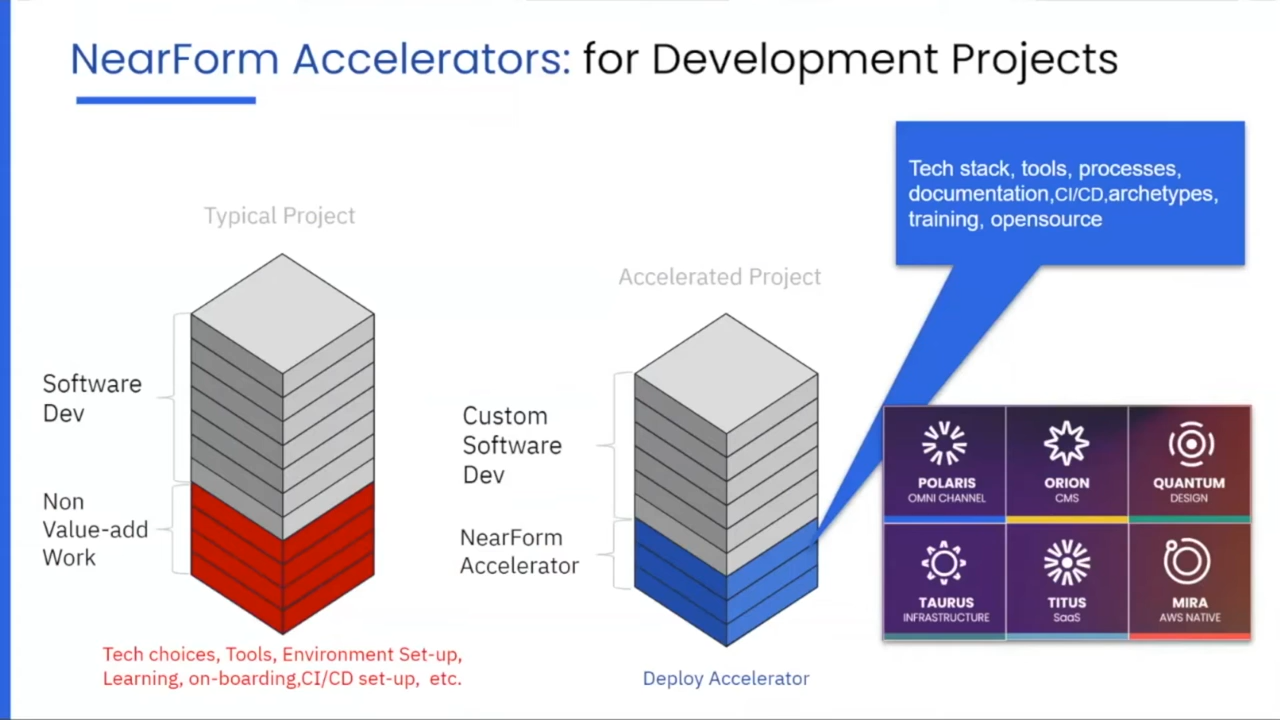 NearForm Accelerators: for Development Projects
Tech stack, tools, processes,
documentation,CI/CD,archetypes,
training, opensource
Typical Project
Software
Dev
Non
Value-add
Work
Tech choices, Tools, Environment Set-up,
Learning, on-boarding,CI/CD set-up, etc.
Accelerated Project
Custom
Software
Dev
NearForm
Accelerator
Deploy Accelerator
POLARIS
OMNI CHANNEL
ORION
CMS
QUANTUM
DESIGN
TAURUS
INFRASTRUCTURE
TITUS
SaaS
MIRA
AWS NATIVE